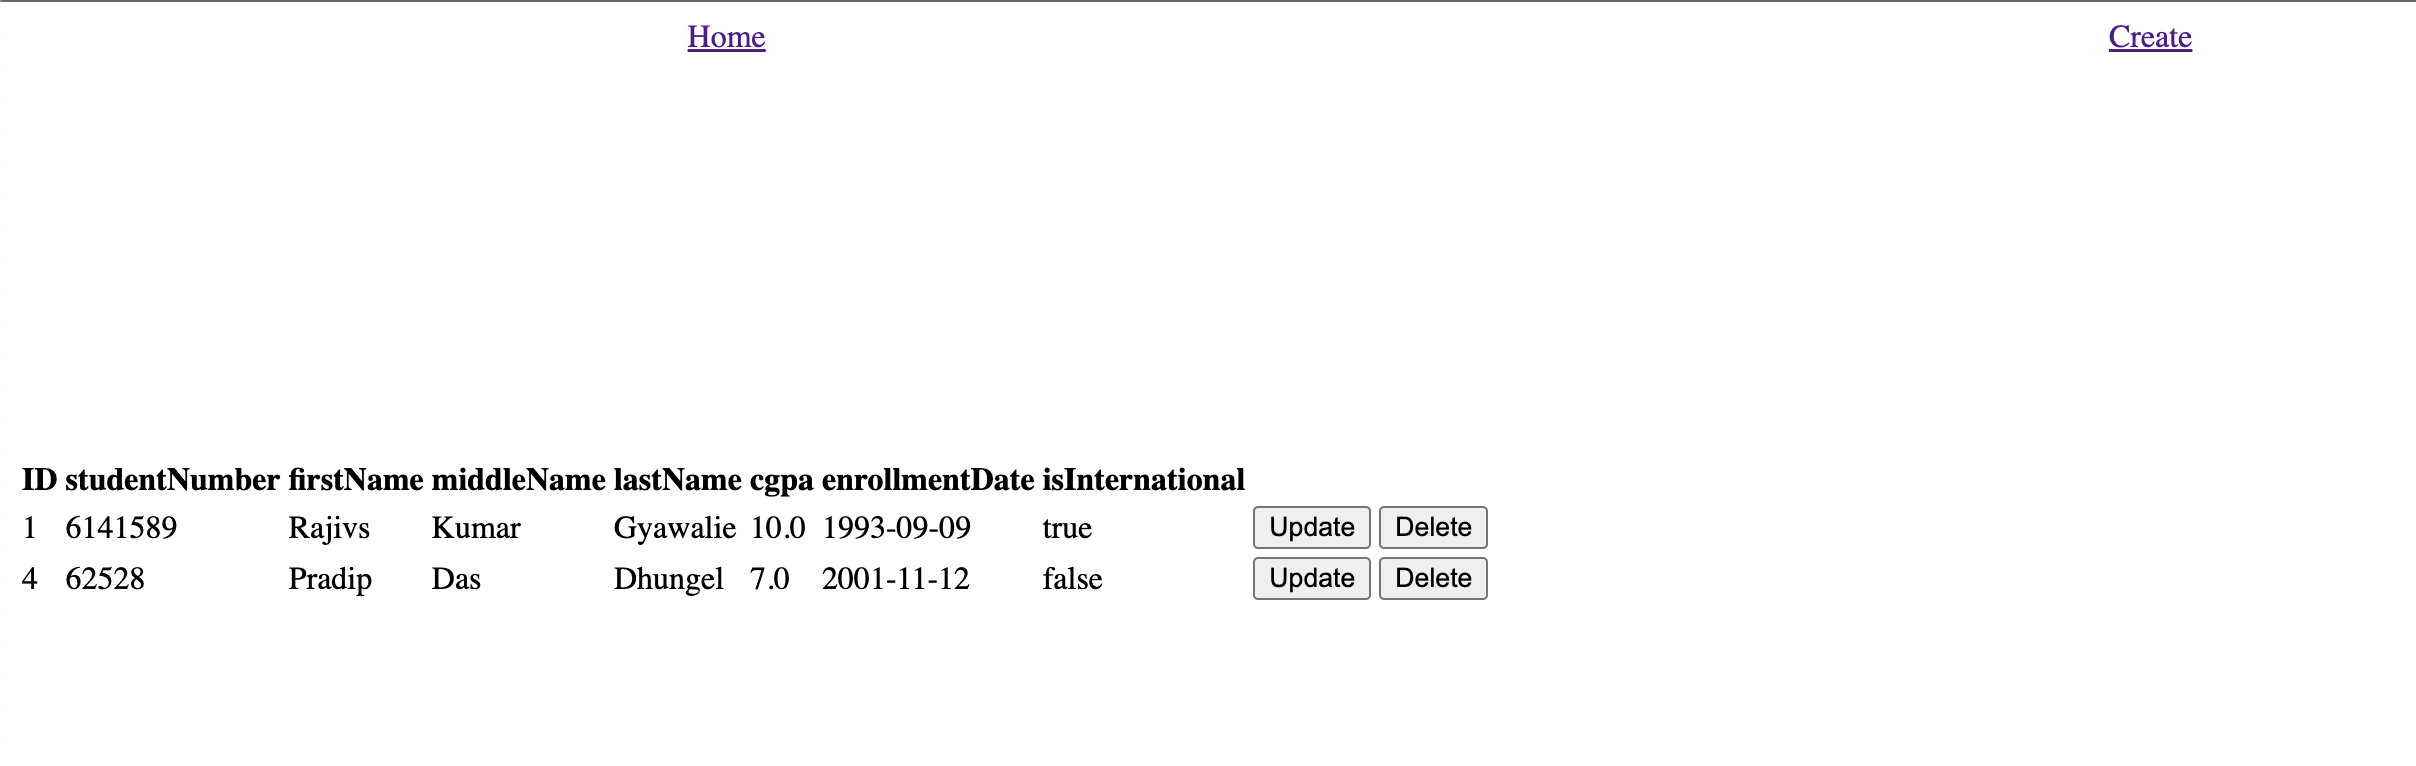 Home Create
ID studentNumber firstName middleName lastName cgpa enrollmentDate isInternational
1 6141589 Rajivs Kumar Gyawalie 10.0 1993-09-09 true Update Delete
4 62528 Pradip Das Dhungel 7.0 2001-11-12 false Update Delete